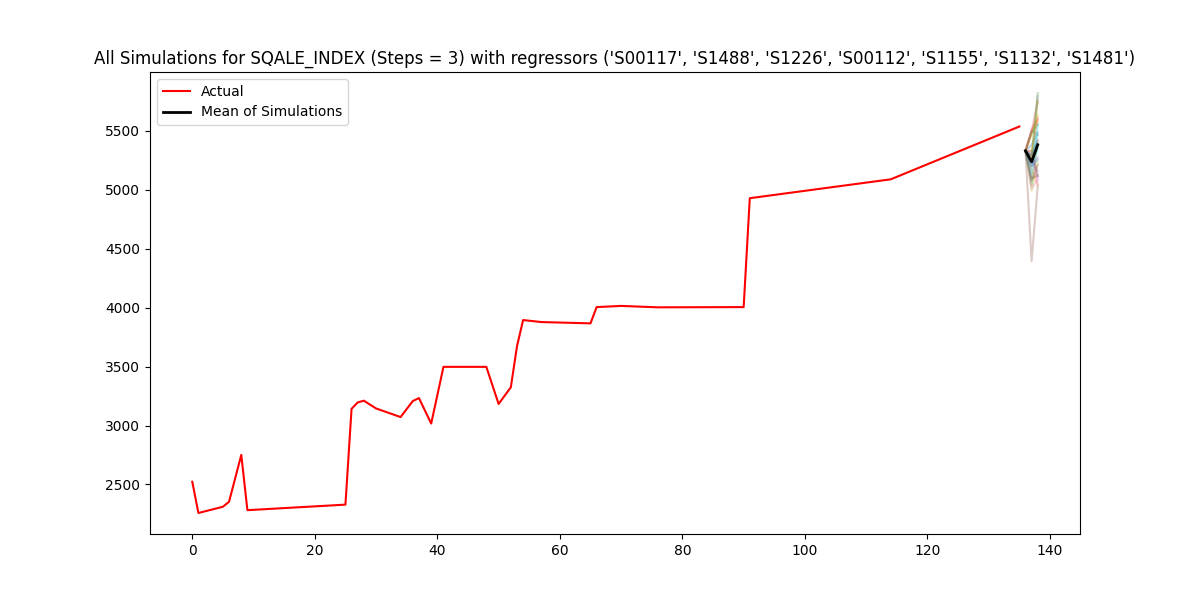 All Simulations for SQALE_INDEX (Steps = 3) with regressors ('S00117', 'S1488', 'S1226', 'S00112', 'S1155', 'S1132', 'S1481')
Actual
Mean of Simulations
5500
5000
4500
4000
3500
3000
2500
0 20 40 60 80 100 120 140